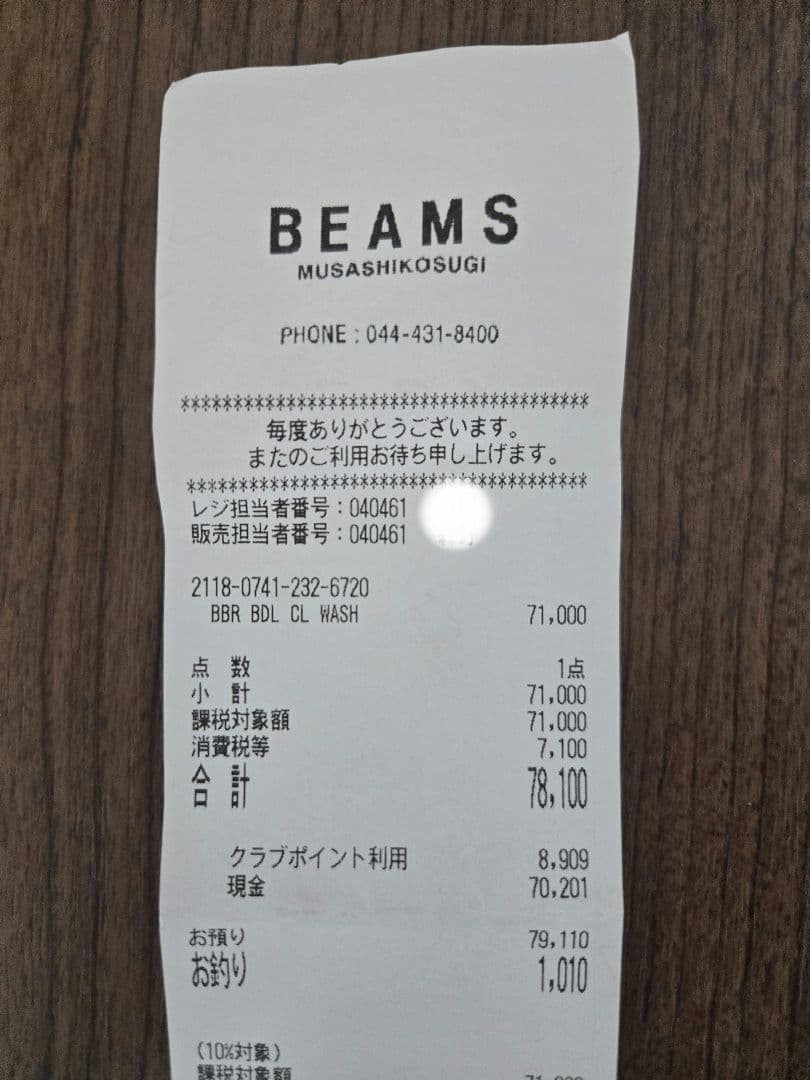 BEAMS
MUSASHIKOSUGI
PHONE : 044-431-8400
***************************************
毎度ありがとうございます。
またのご利用お待ち申し上げます。
***************************************
レジ担当者番号：040461
販売担当者番号：040461
2118-0741-232-6720
BBR BDL CL WASH 71,000
点 数 1点
小 計 71,000
課税対象額 71,000
消費税等 7,100
合 計 78,100
クラブポイント利用 8,909
現金 70,201
お預り 79,110
お釣り 1,010
(10%対象)
課税対象額